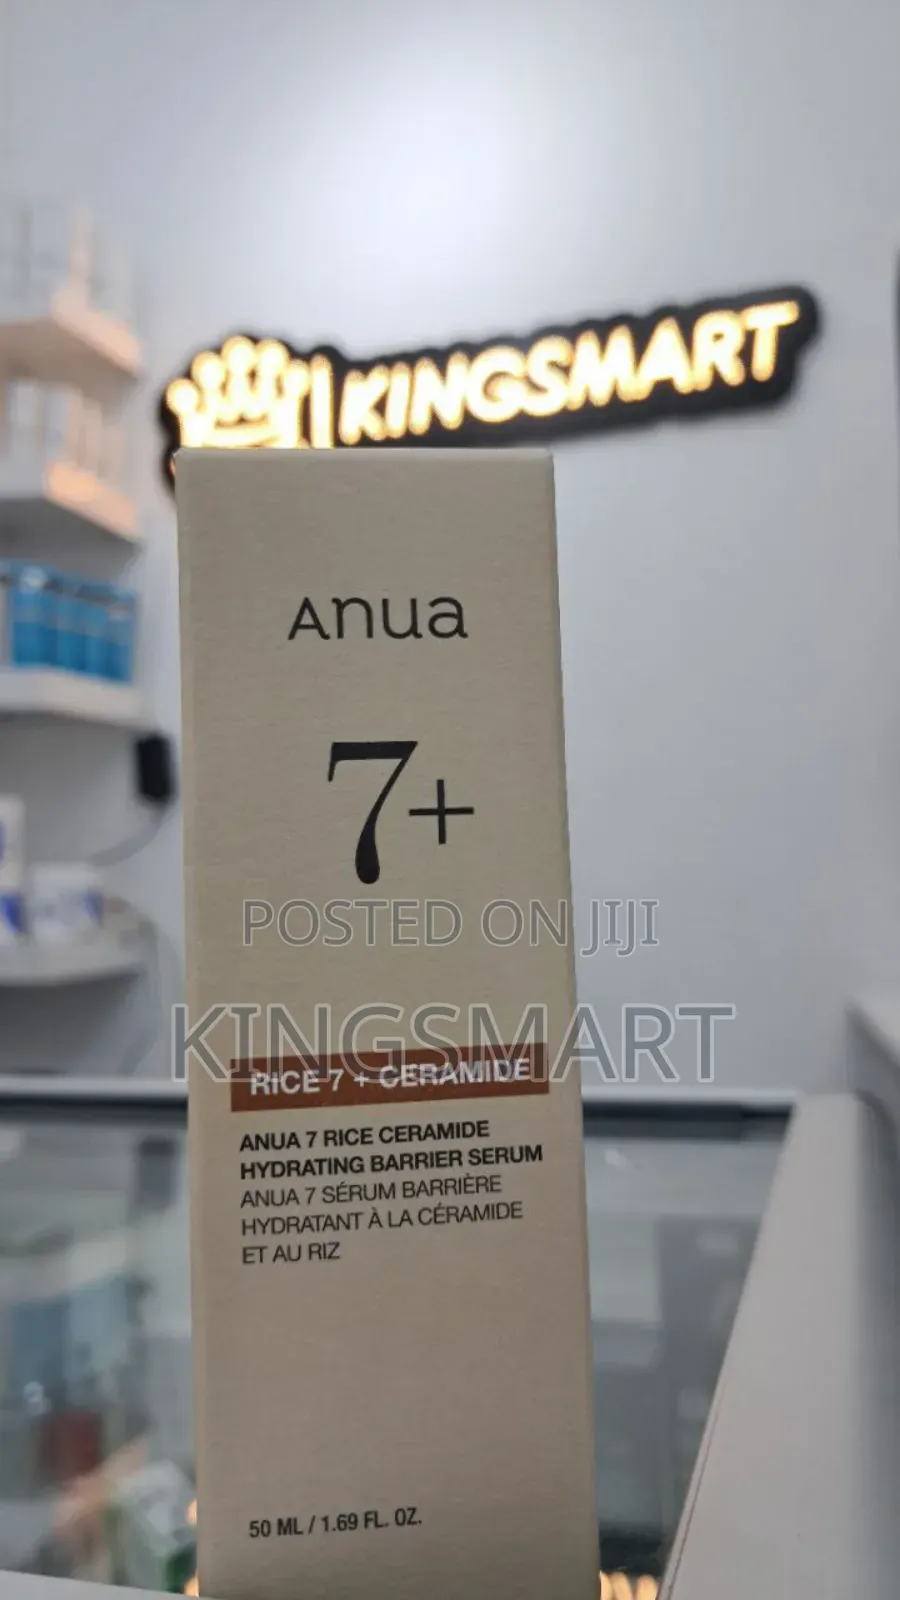 KINGSMART
Anua
7+
POSTED ON JIJI
KINGSMART
RICE 7 + CERAMIDE
ANUA 7 RICE CERAMIDE
HYDRATING BARRIER SERUM
ANUA 7 SÉRUM BARRIÈRE
HYDRATANT À LA CÉRAMIDE
ET AU RIZ
50 ML / 1.69 FL. OZ.